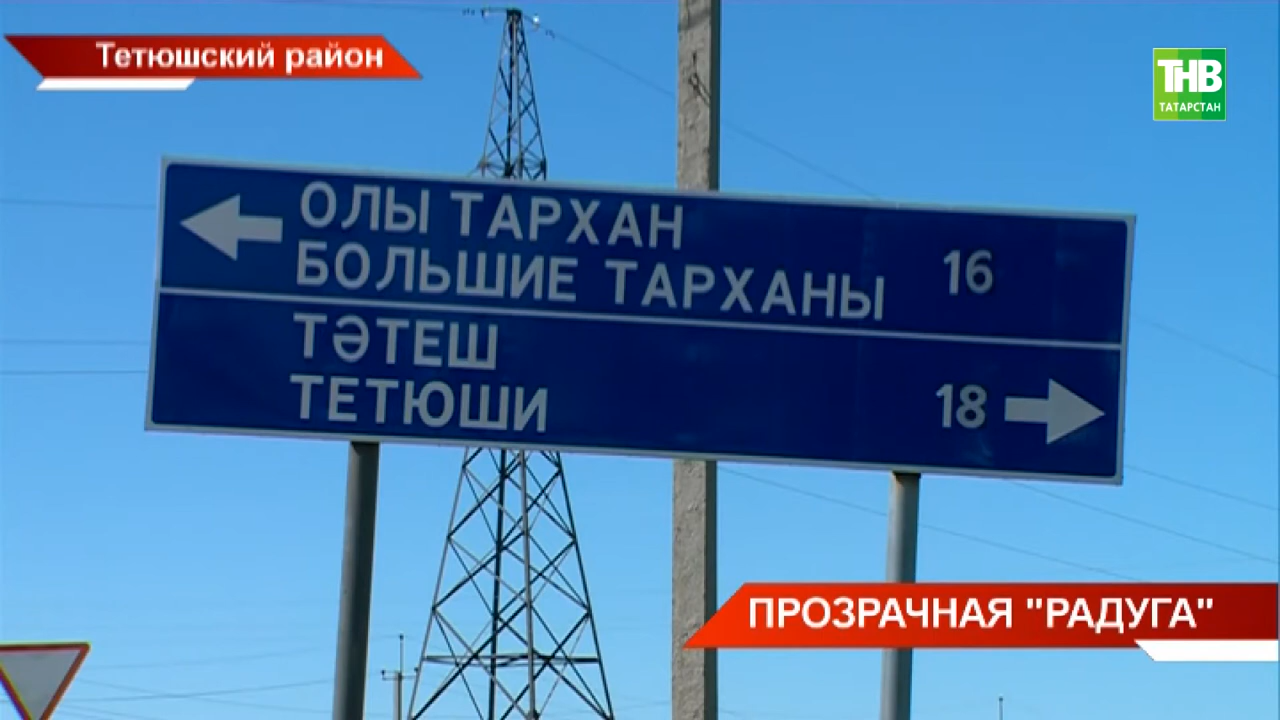 Тетюшский район
ТНВ
ТАТАРСТАН
ОЛЫ ТАРХАН
БОЛЬШИЕ ТАРХАНЫ 16
ТӘТЕШ
ТЕТЮШИ 18
ПРОЗРАЧНАЯ "РАДУГА"